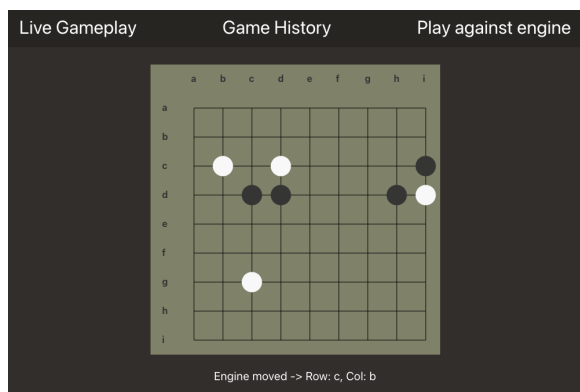 Live Gameplay Game History Play against engine
a b c d e f g h i
a
b
c
d
e
f
g
h
i
Engine moved -> Row: c, Col: b